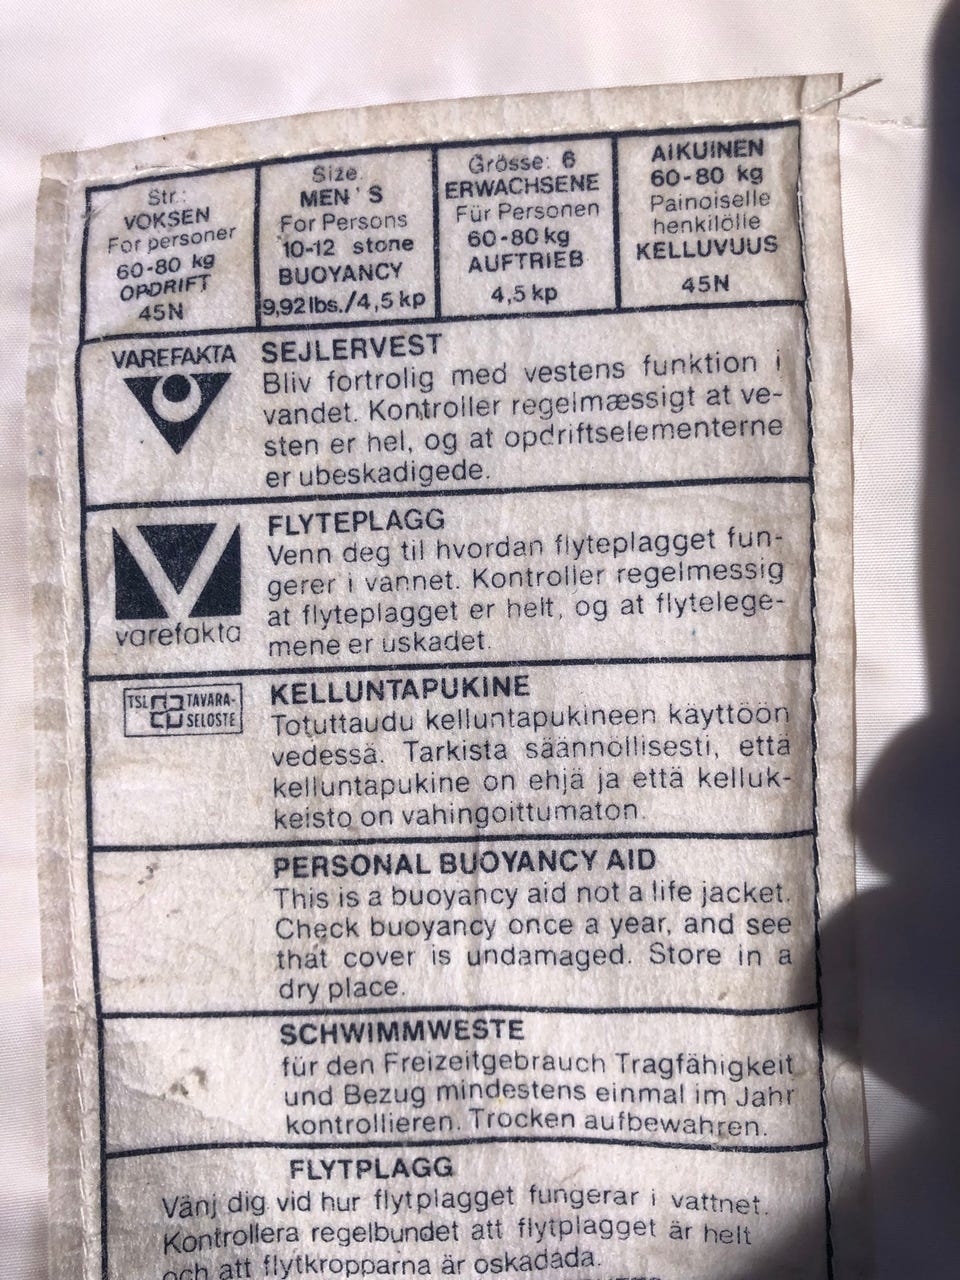 Str.:
VOKSEN
For personer
60-80 kg
OPDRIFT
45N
Size.
MEN'S
For Persons
10-12 stone
BUOYANCY
9,92 lbs./4,5 kp
Grösse: 6
ERWACHSENE
Für Personen
60-80 kg
AUFTRIEB
4,5 kp
AIKUINEN
60-80 kg
Painoiselle
henkilölle
KELLUVUUS
45N
VAREFAKTA
SEJLERVEST
Bliv fortrolig med vestens funktion i
vandet. Kontroller regelmæssigt at ve-
sten er hel, og at opdriftselementerne
er ubeskadigede.
varefakta
FLYTEPLAGG
Venn deg til hvordan flyteplagget fun-
gerer i vannet. Kontroller regelmessig
at flyteplagget er helt, og at flytelege-
mene er uskadet.
TSL TAVARA-
SELOSTE
KELLUNTAPUKINE
Totuttaudu kelluntapukineen käyttöön
vedessä. Tarkista säännöllisesti, että
kelluntapukine on ehjä ja että kelluk-
keisto on vahingoittumaton.
PERSONAL BUOYANCY AID
This is a buoyancy aid not a life jacket.
Check buoyancy once a year, and see
that cover is undamaged. Store in a
dry place.
SCHWIMMWESTE
für den Freizeitgebrauch Tragfähigkeit
und Bezug mindestens einmal im Jahr
kontrollieren. Trocken aufbewahren.
FLYTPLAGG
Vänj dig vid hur flytplagget fungerar i vattnet.
Kontrollera regelbundet att flytplagget är helt
och att flytkropparna är oskadada.